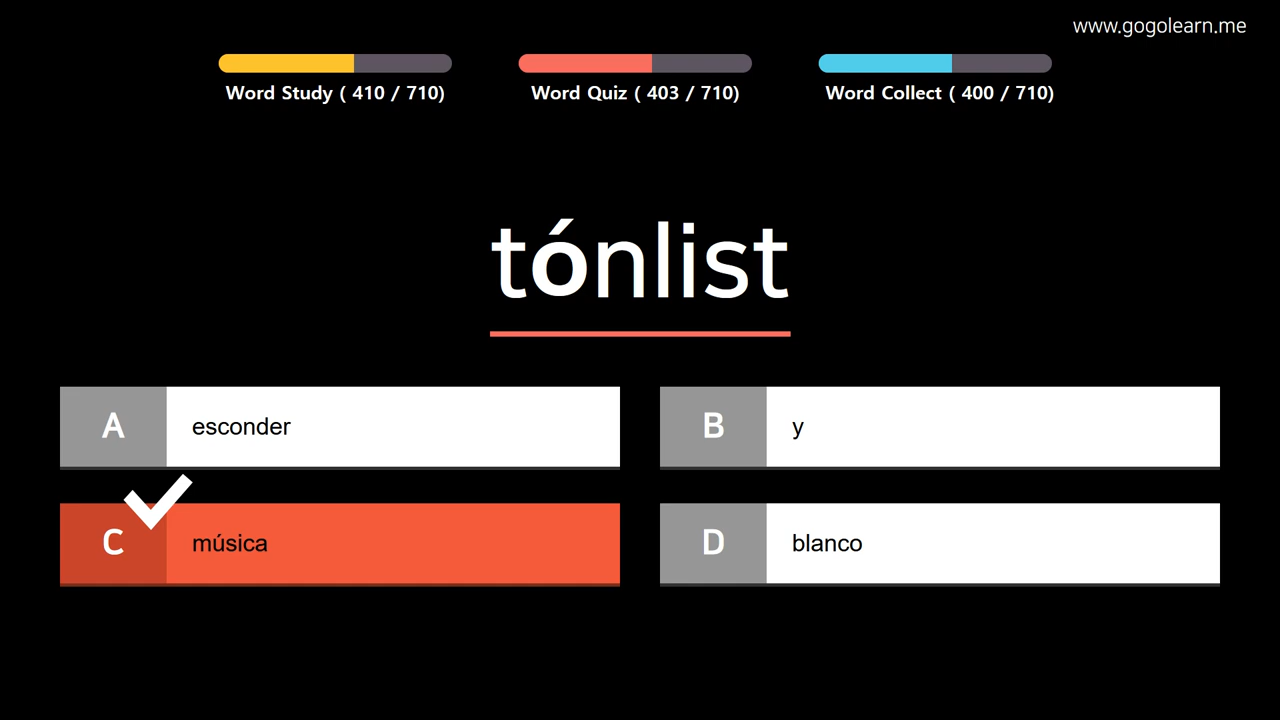 www.gogolearn.me
Word Study ( 410 / 710)
Word Quiz ( 403 / 710)
Word Collect ( 400 / 710)
tónlist
A esconder
B y
C música
D blanco